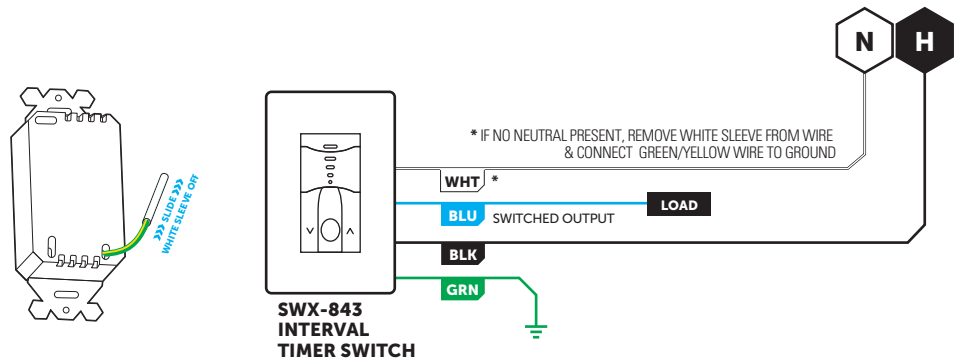 N H
* IF NO NEUTRAL PRESENT, REMOVE WHITE SLEEVE FROM WIRE
& CONNECT GREEN/YELLOW WIRE TO GROUND
>>> SLIDE >>>
WHITE SLEEVE OFF
WHT *
BLU SWITCHED OUTPUT LOAD
BLK
GRN
SWX-843
INTERVAL
TIMER SWITCH